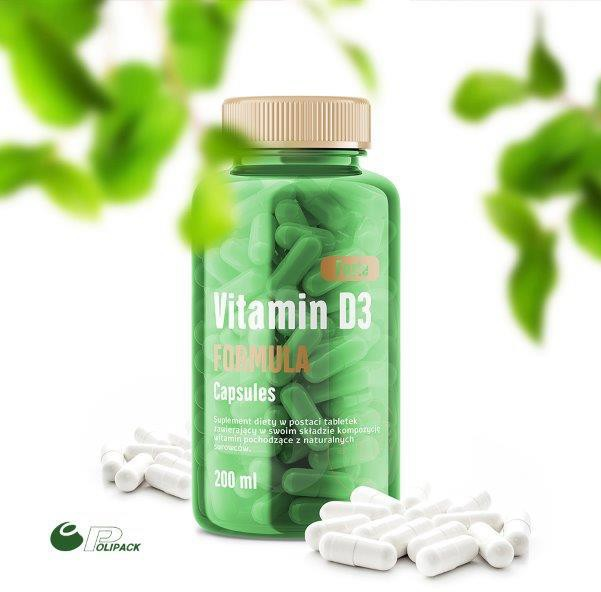 Vitamin D3
FORMULA
Capsules
Suplement diety w postaci tabletek
zawierający w swoim składzie kompozycję
witamin pochodzące z naturalnych
surowców.
200 ml
POLIPACK